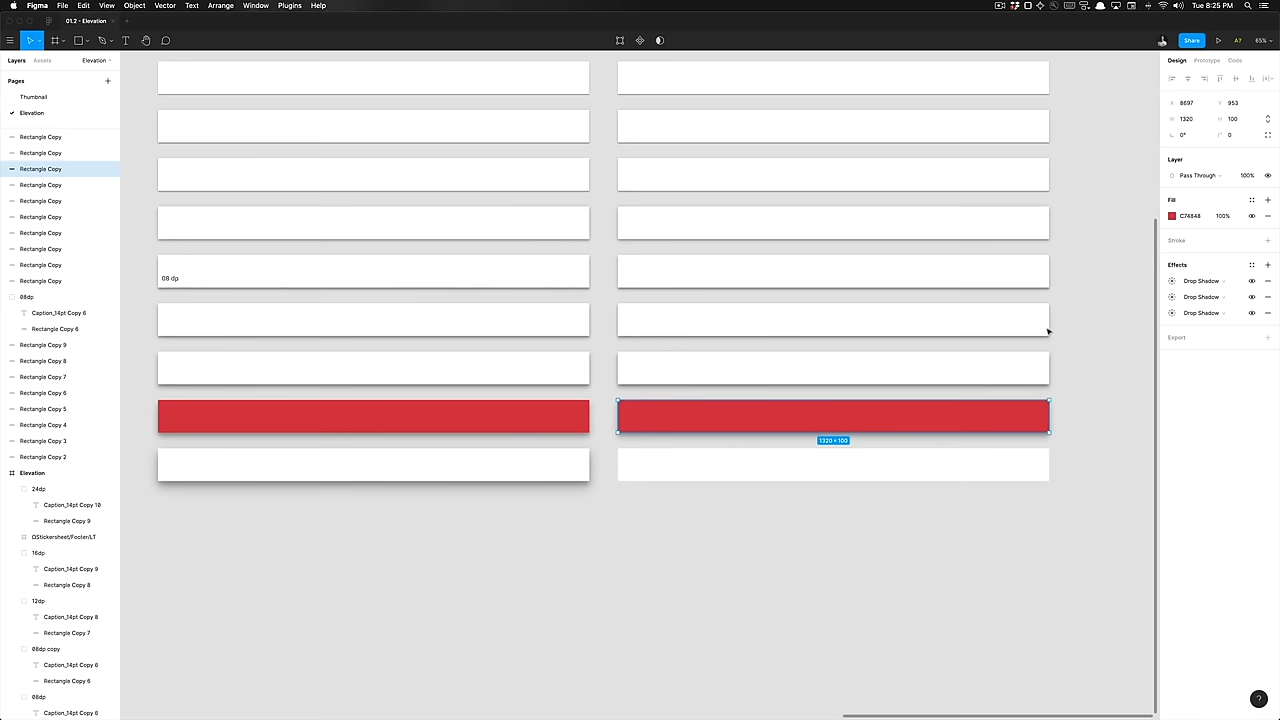 Figma File Edit View Object Vector Text Arrange Window Plugins Help Tue 8:25 PM
01.2 - Elevation
Share A? 65%
Layers Assets Elevation
Design Prototype Code
Pages
Thumbnail
Elevation
X 8697 Y 953
W 1320 H 100
0° 0
Rectangle Copy
Rectangle Copy
Rectangle Copy
Rectangle Copy
Rectangle Copy
Rectangle Copy
Rectangle Copy
Rectangle Copy
Rectangle Copy
Rectangle Copy
08dp
Caption_14pt Copy 6
Rectangle Copy 6
Rectangle Copy 9
Rectangle Copy 8
Rectangle Copy 7
Rectangle Copy 6
Rectangle Copy 5
Rectangle Copy 4
Rectangle Copy 3
Rectangle Copy 2
Elevation
24dp
Caption_14pt Copy 10
Rectangle Copy 9
ΩStickersheet/Footer/LT
16dp
Caption_14pt Copy 9
Rectangle Copy 8
12dp
Caption_14pt Copy 8
Rectangle Copy 7
08dp copy
Caption_14pt Copy 6
Rectangle Copy 6
08dp
Caption_14pt Copy 6
08 dp
1320 × 100
Layer
Pass Through 100%
Fill
C74848 100%
Stroke
Effects
Drop Shadow
Drop Shadow
Drop Shadow
Export
?